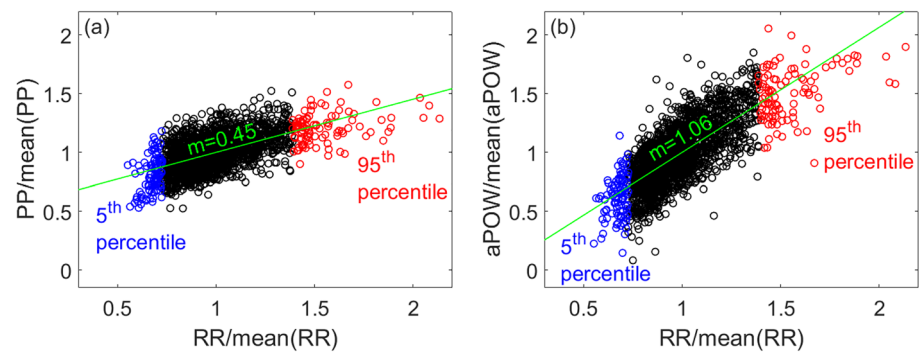 (a)
2
1.5
1
0.5
0
PP/mean(PP)
m=0.45
5th
percentile
95th
percentile
0.5 1 1.5 2
RR/mean(RR)
(b)
2
1.5
1
0.5
0
aPOW/mean(aPOW)
m=1.06
5th
percentile
95th
percentile
0.5 1 1.5 2
RR/mean(RR)